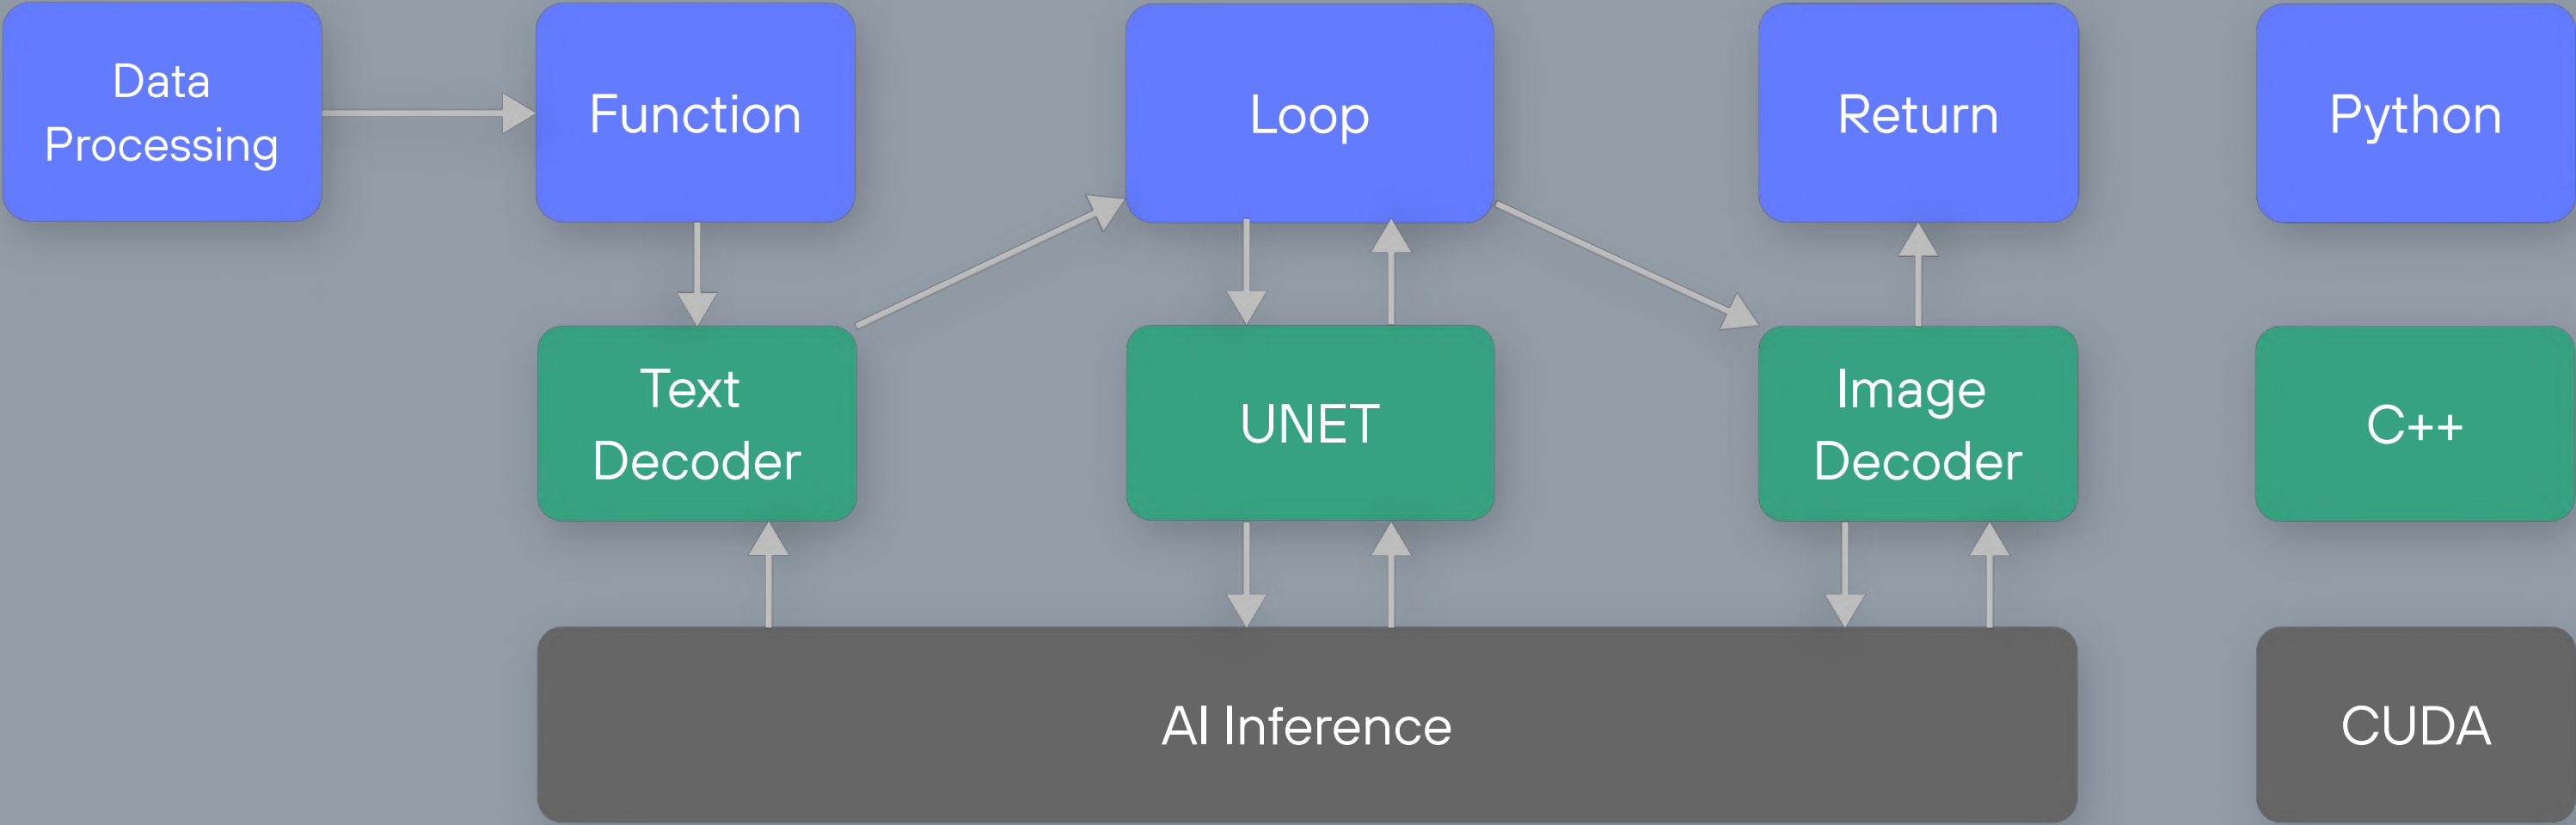 Data
Processing
Function
Loop
Return
Python
Text
Decoder
UNET
Image
Decoder
C++
AI Inference
CUDA